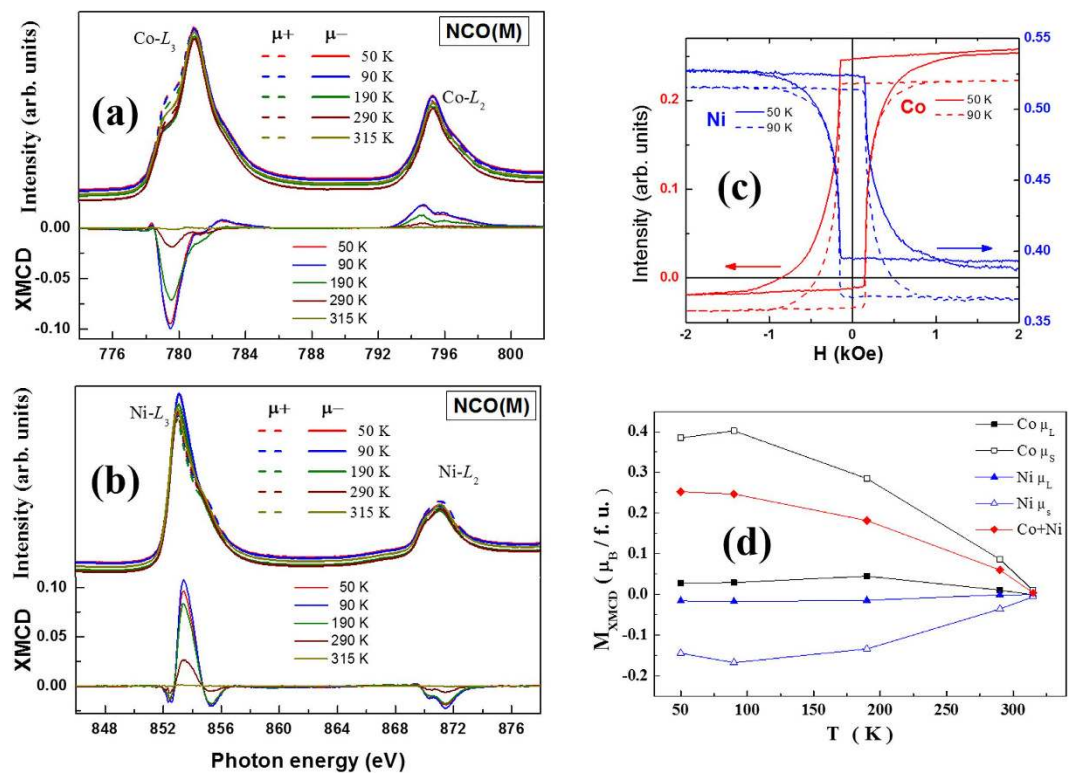 Co-L3
μ+ μ−
NCO(M)
50 K
90 K
190 K
290 K
315 K
(a)
Co-L2
Intensity (arb. units)
0.00
-0.05
-0.10
XMCD
50 K
90 K
190 K
290 K
315 K
776 780 784 792 796 800
Ni-L3
μ+ μ−
NCO(M)
50 K
90 K
190 K
290 K
315 K
(b)
Ni-L2
Intensity (arb. units)
0.10
0.05
0.00
XMCD
50 K
90 K
190 K
290 K
315 K
848 852 856 860 864 868 872 876
Photon energy (eV)
0.2
0.1
0.0
Intensity (arb. units)
Ni
50 K
90 K
Co
50 K
90 K
(c)
0.55
0.50
0.45
0.40
0.35
-2 -1 0 1 2
H (kOe)
0.4
0.3
0.2
0.1
0.0
-0.1
-0.2
M XMCD ( μB / f. u. )
Co μL
Co μS
Ni μL
Ni μs
Co+Ni
(d)
50 100 150 200 250 300
T ( K )